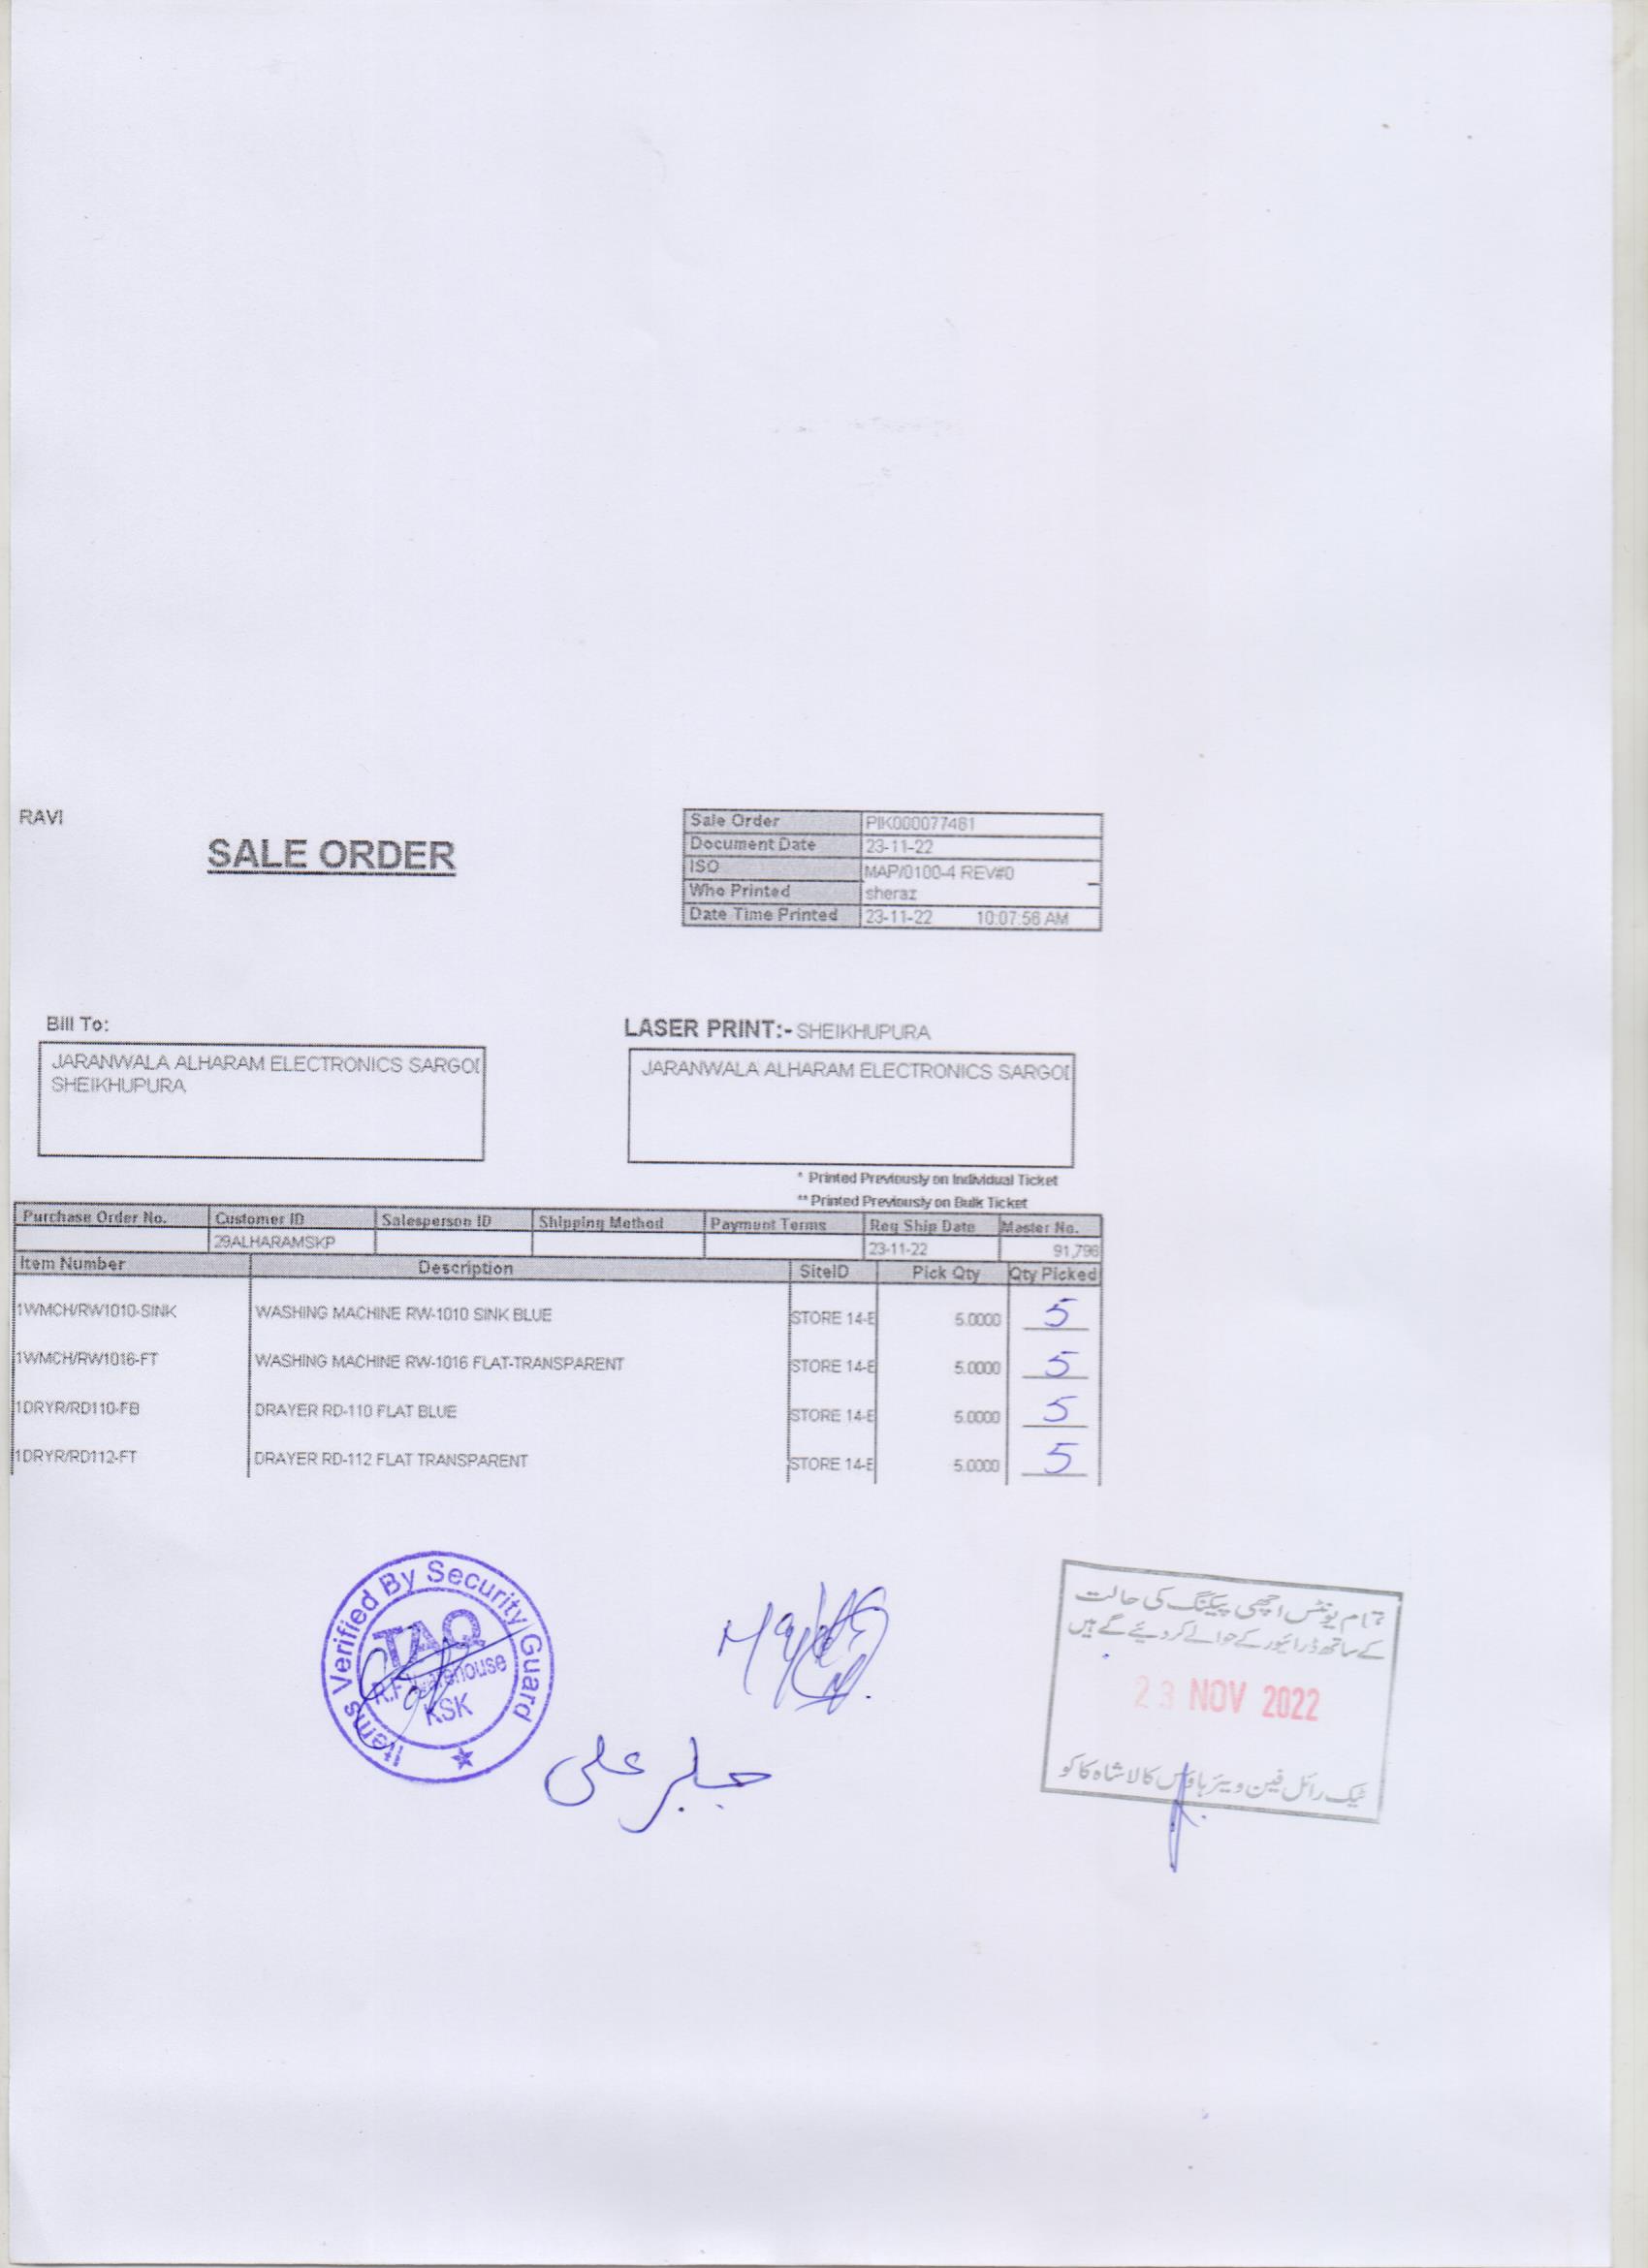 RAVI
SALE ORDER
Sale Order PIK000077481
Document Date 23-11-22
ISO MAP/0100-4 REV#0
Who Printed sheraz
Date Time Printed 23-11-22 10:07:56 AM
Bill To:
JARANWALA ALHARAM ELECTRONICS SARGO
SHEIKHUPURA
LASER PRINT:- SHEIKHUPURA
JARANWALA ALHARAM ELECTRONICS SARGO
* Printed Previously on Individual Ticket
** Printed Previously on Bulk Ticket
Purchase Order No. Customer ID Salesperson ID Shipping Method Payment Terms Req Ship Date Master No.
29ALHARAMSKP 23-11-22 91,796
Item Number Description SiteID Pick Qty Qty Picked
1WMCH/RW1010-SINK WASHING MACHINE RW-1010 SINK BLUE STORE 14-E 5.0000 5
1WMCH/RW1016-FT WASHING MACHINE RW-1016 FLAT-TRANSPARENT STORE 14-E 5.0000 5
1DRYR/RD110-FB DRAYER RD-110 FLAT BLUE STORE 14-E 5.0000 5
1DRYR/RD112-FT DRAYER RD-112 FLAT TRANSPARENT STORE 14-E 5.0000 5
Items Verified By Security Guard
TAQ
R.F Warehouse
KSK
تمام یونٹس اچھی پیکنگ کی حالت
کے ساتھ ڈرائیور کے حوالے کر دیئے گے ہیں
23 NOV 2022
ٹیک رائل فین ویئر ہاؤس کالا شاہ کاکو